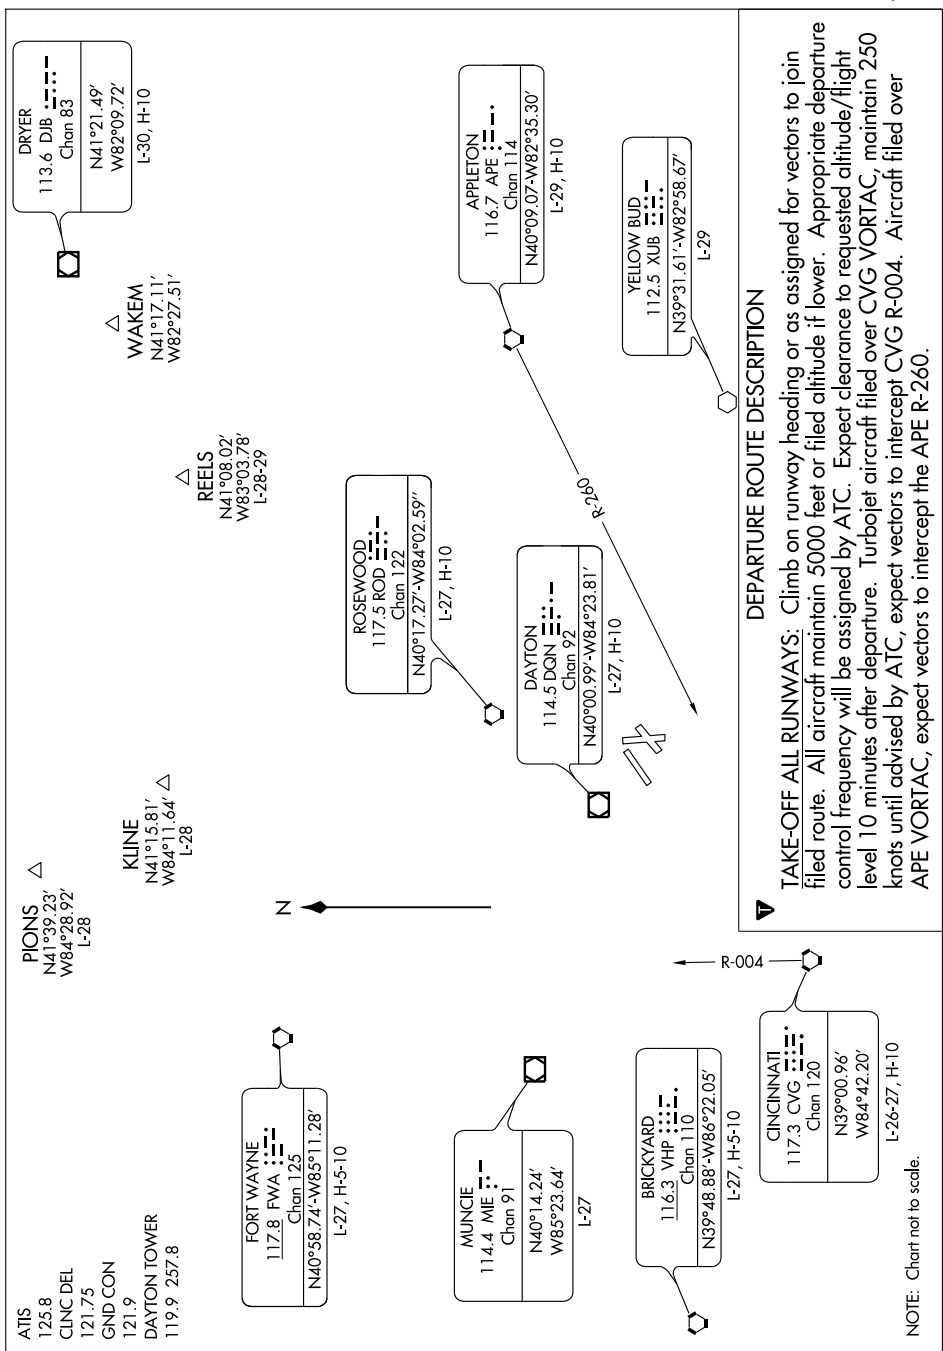 ATIS
125.8
CLNC DEL
121.75
GND CON
121.9
DAYTON TOWER
119.9 257.8
PIONS
N41°39.23'
W84°28.92'
L-28
KLINE
N41°15.81'
W84°11.64'
L-28
REELS
N41°08.02'
W83°03.78'
L-28-29
WAKEM
N41°17.11'
W82°27.51'
DRYER
113.6 DJB
Chan 83
N41°21.49'
W82°09.72'
L-30, H-10
FORT WAYNE
117.8 FWA
Chan 125
N40°58.74'-W85°11.28'
L-27, H-5-10
N
ROSEWOOD
117.5 ROD
Chan 122
N40°17.27'-W84°02.59''
L-27, H-10
APPLETON
116.7 APE
Chan 114
N40°09.07-W82°35.30'
L-29, H-10
MUNCIE
114.4 MIE
Chan 91
N40°14.24'
W85°23.64'
L-27
DAYTON
114.5 DQN
Chan 92
N40°00.99'-W84°23.81'
L-27, H-10
R-260
YELLOW BUD
112.5 XUB
N39°31.61'-W82°58.67'
L-29
BRICKYARD
116.3 VHP
Chan 110
N39°48.88'-W86°22.05'
L-27, H-5-10
R-004
CINCINNATI
117.3 CVG
Chan 120
N39°00.96'
W84°42.20'
L-26-27, H-10
NOTE: Chart not to scale.
T
DEPARTURE ROUTE DESCRIPTION
TAKE-OFF ALL RUNWAYS: Climb on runway heading or as assigned for vectors to join
filed route. All aircraft maintain 5000 feet or filed altitude if lower. Appropriate departure
control frequency will be assigned by ATC. Expect clearance to requested altitude/flight
level 10 minutes after departure. Turbojet aircraft filed over CVG VORTAC, maintain 250
knots until advised by ATC, expect vectors to intercept CVG R-004. Aircraft filed over
APE VORTAC, expect vectors to intercept the APE R-260.